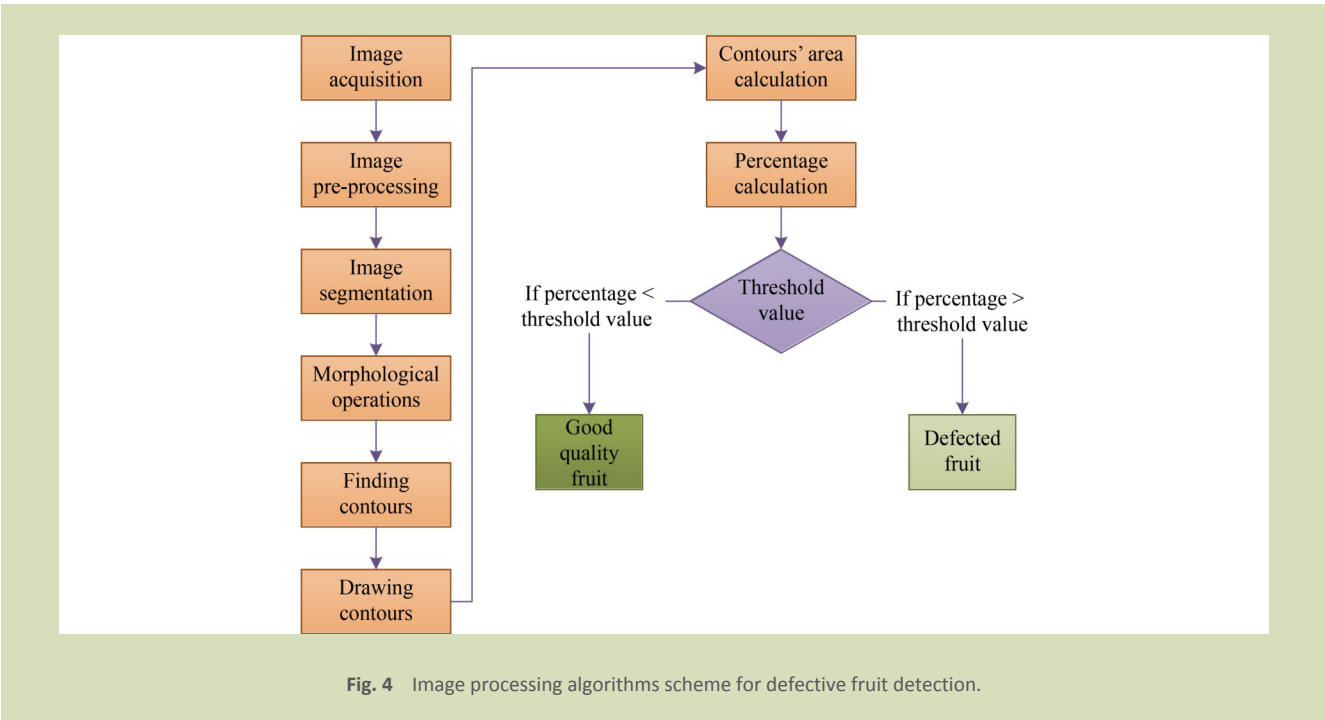 Image
acquisition
Image
pre-processing
Image
segmentation
Morphological
operations
Finding
contours
Drawing
contours
Contours’ area
calculation
Percentage
calculation
Threshold
value
If percentage <
threshold value
If percentage >
threshold value
Good
quality
fruit
Defected
fruit
Fig. 4 Image processing algorithms scheme for defective fruit detection.